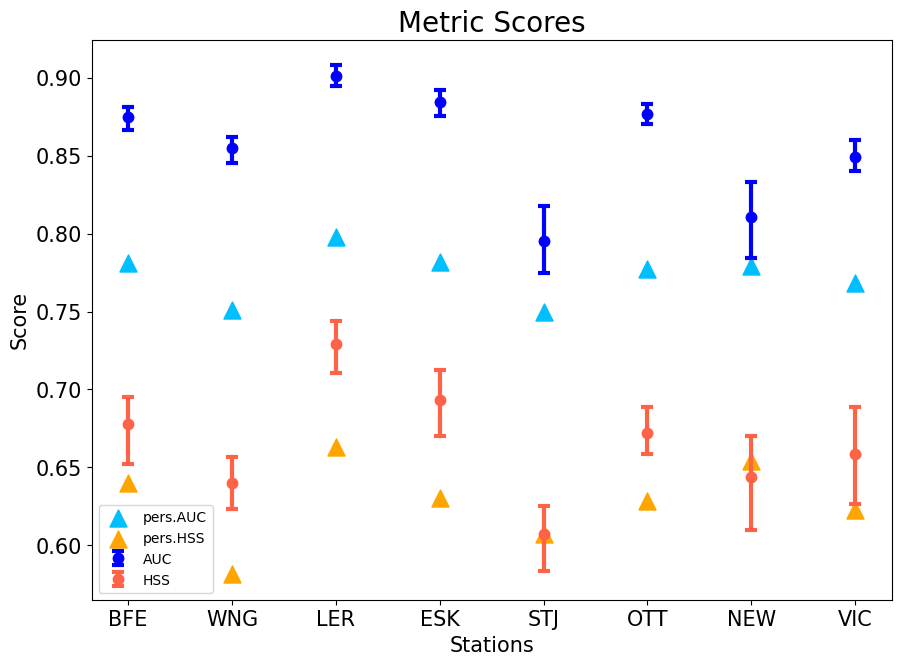 Metric Scores
Score
0.90
0.85
0.80
0.75
0.70
0.65
0.60
pers.AUC
pers.HSS
AUC
HSS
BFE WNG LER ESK STJ OTT NEW VIC
Stations